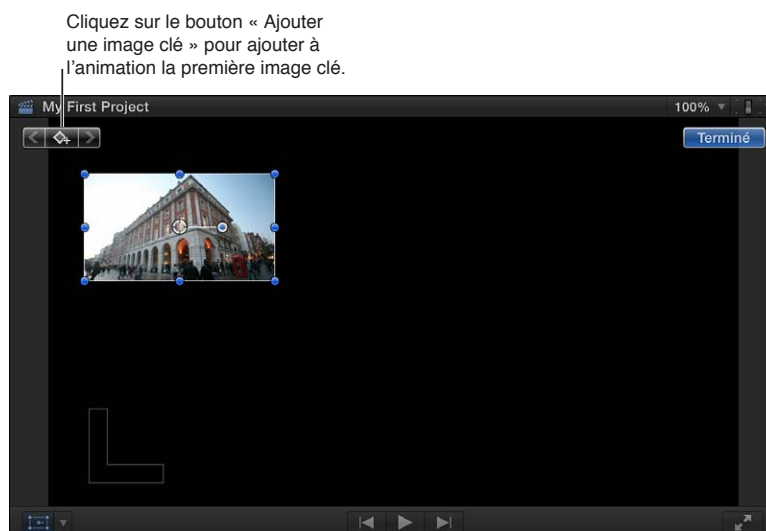 Cliquez sur le bouton « Ajouter
une image clé » pour ajouter à
l'animation la première image clé.
My First Project
100%
Terminé